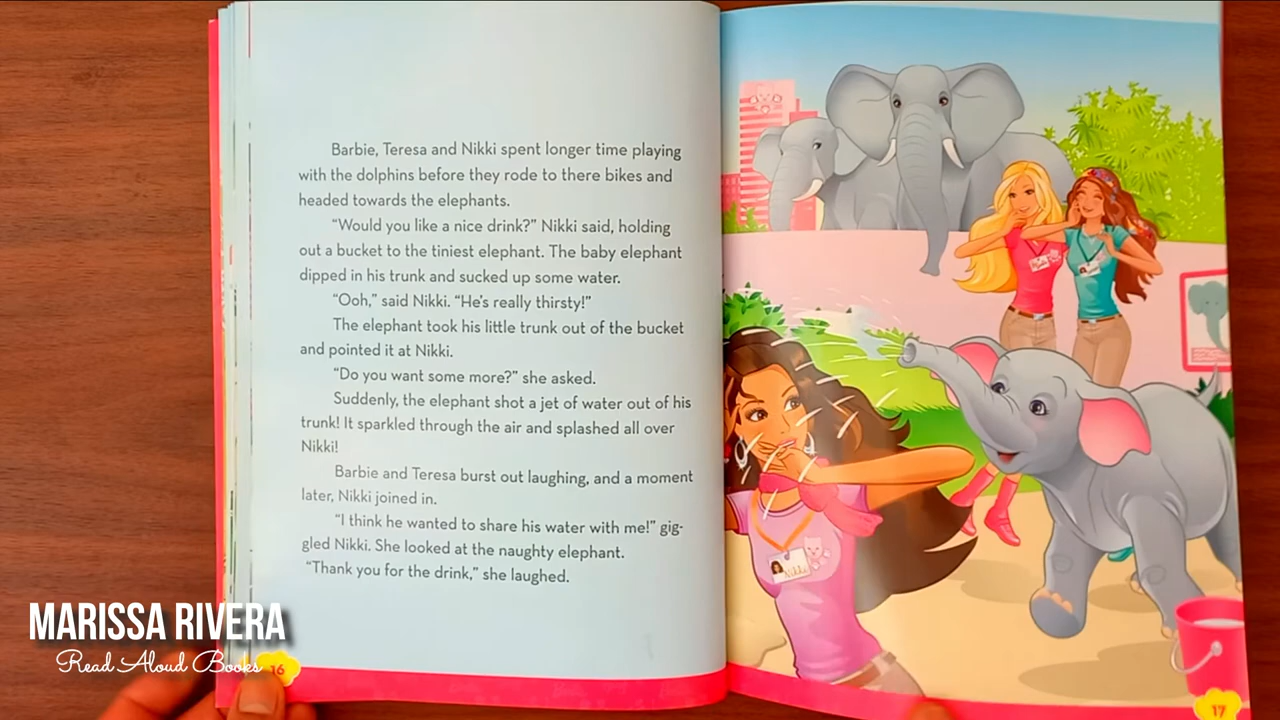 Barbie, Teresa and Nikki spent longer time playing
with the dolphins before they rode to there bikes and
headed towards the elephants.
“Would you like a nice drink?” Nikki said, holding
out a bucket to the tiniest elephant. The baby elephant
dipped in his trunk and sucked up some water.
“Ooh,” said Nikki. “He’s really thirsty!”
The elephant took his little trunk out of the bucket
and pointed it at Nikki.
“Do you want some more?” she asked.
Suddenly, the elephant shot a jet of water out of his
trunk! It sparkled through the air and splashed all over
Nikki!
Barbie and Teresa burst out laughing, and a moment
later, Nikki joined in.
“I think he wanted to share his water with me!” gig-
gled Nikki. She looked at the naughty elephant.
“Thank you for the drink,” she laughed.
MARISSA RIVERA
Read Aloud Books
16
Nikki
17